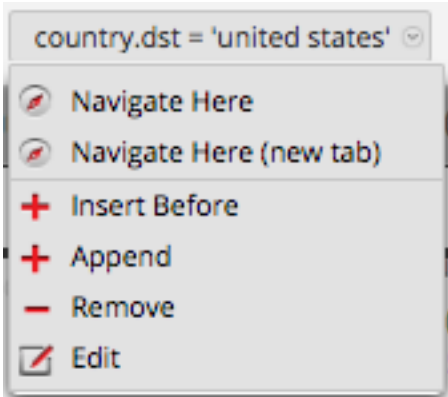 country.dst = 'united states'
Navigate Here
Navigate Here (new tab)
Insert Before
Append
Remove
Edit